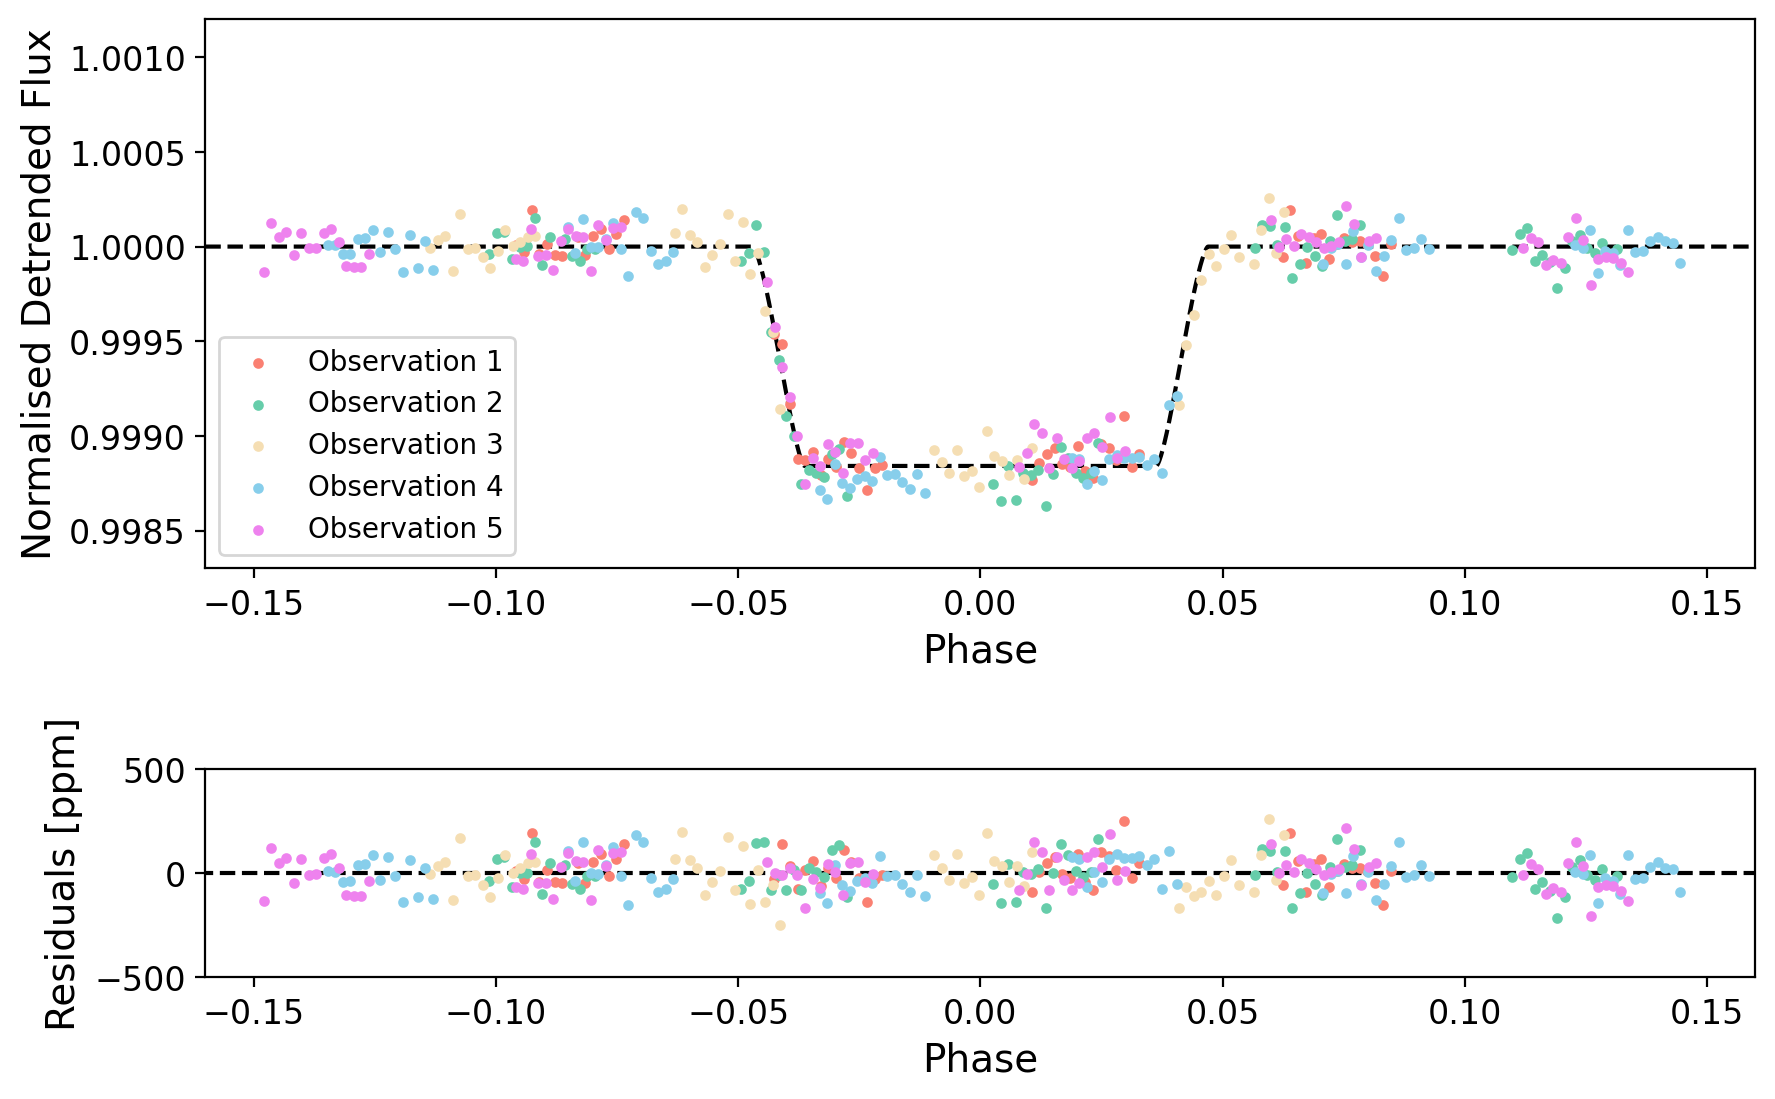 Normalised Detrended Flux
1.0010
1.0005
1.0000
0.9995
0.9990
0.9985
Observation 1
Observation 2
Observation 3
Observation 4
Observation 5
−0.15 −0.10 −0.05 0.00 0.05 0.10 0.15
Phase
Residuals [ppm]
500
0
−500
−0.15 −0.10 −0.05 0.00 0.05 0.10 0.15
Phase